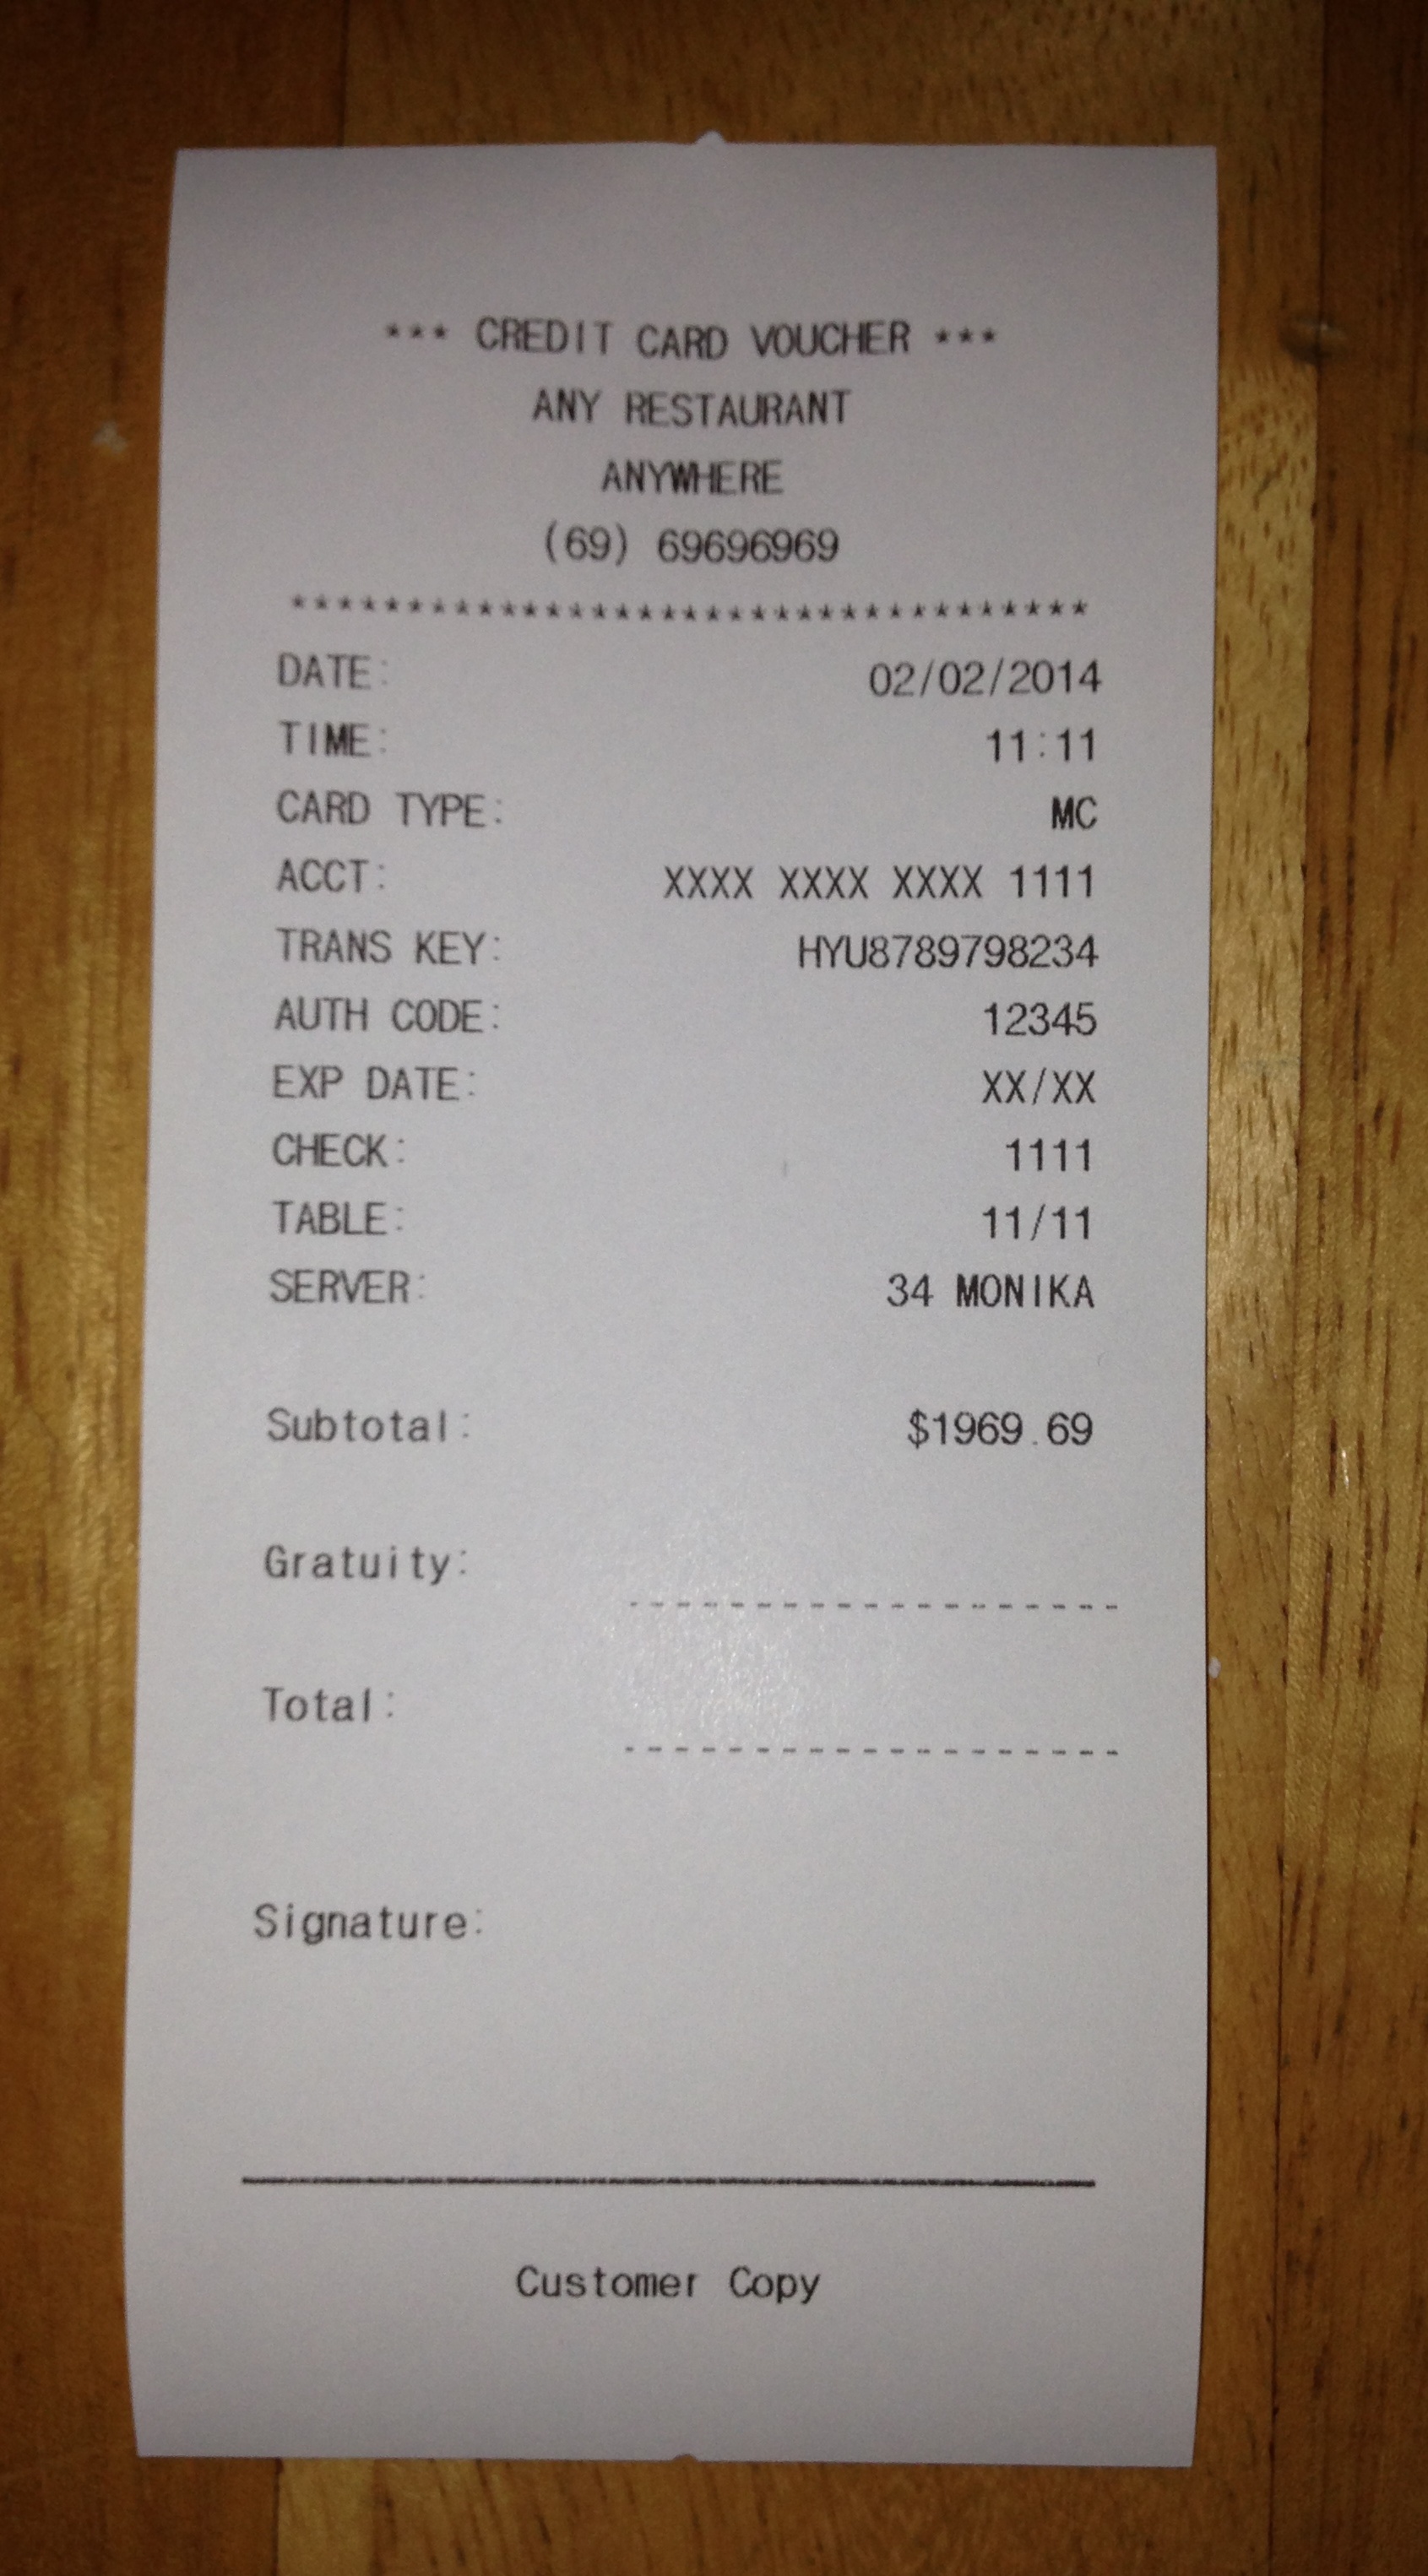 *** CREDIT CARD VOUCHER ***
ANY RESTAURANT
ANYWHERE
(69) 69696969
***********************************
DATE: 02/02/2014
TIME: 11:11
CARD TYPE: MC
ACCT: XXXX XXXX XXXX 1111
TRANS KEY: HYU8789798234
AUTH CODE: 12345
EXP DATE: XX/XX
CHECK: 1111
TABLE: 11/11
SERVER: 34 MONIKA
Subtotal: $1969.69
Gratuity:
Total:
Signature:
Customer Copy